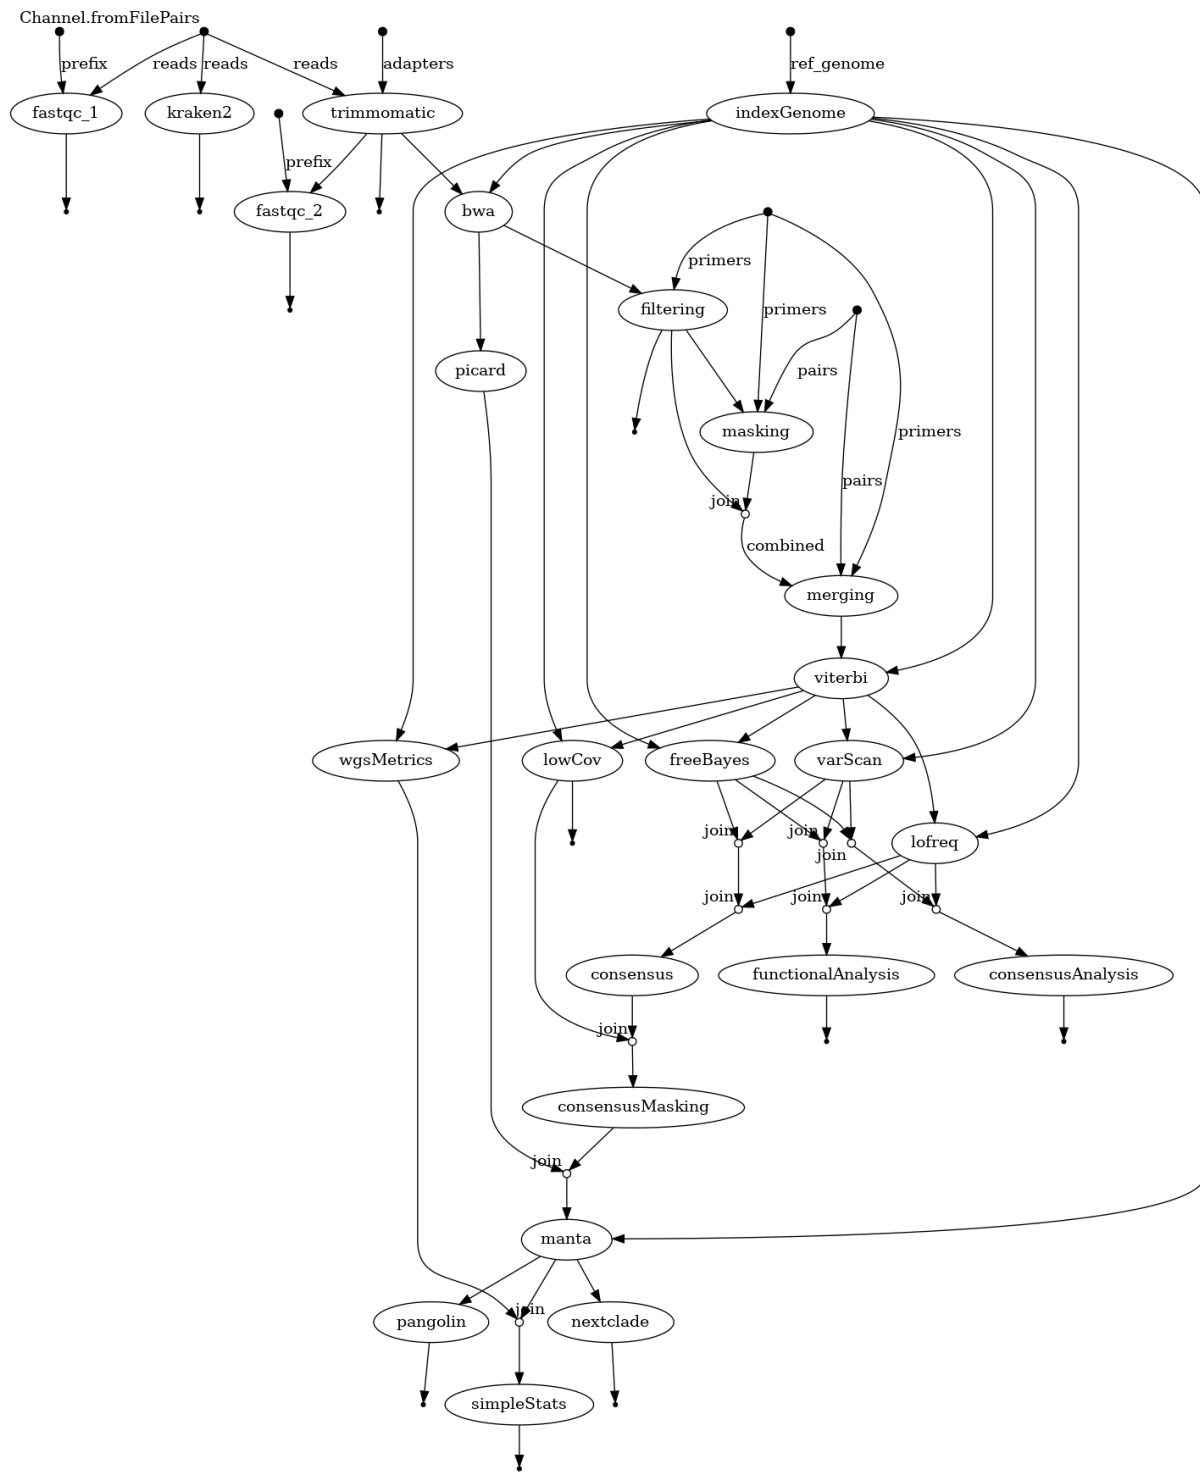 Channel.fromFilePairs
prefix
reads
reads
reads
adapters
ref_genome
fastqc_1
kraken2
trimmomatic
indexGenome
prefix
fastqc_2
bwa
primers
filtering
primers
pairs
picard
masking
primers
pairs
join
combined
merging
viterbi
wgsMetrics
lowCov
freeBayes
varScan
join
join
join
lofreq
join
join
join
consensus
functionalAnalysis
consensusAnalysis
join
consensusMasking
join
manta
join
pangolin
nextclade
simpleStats